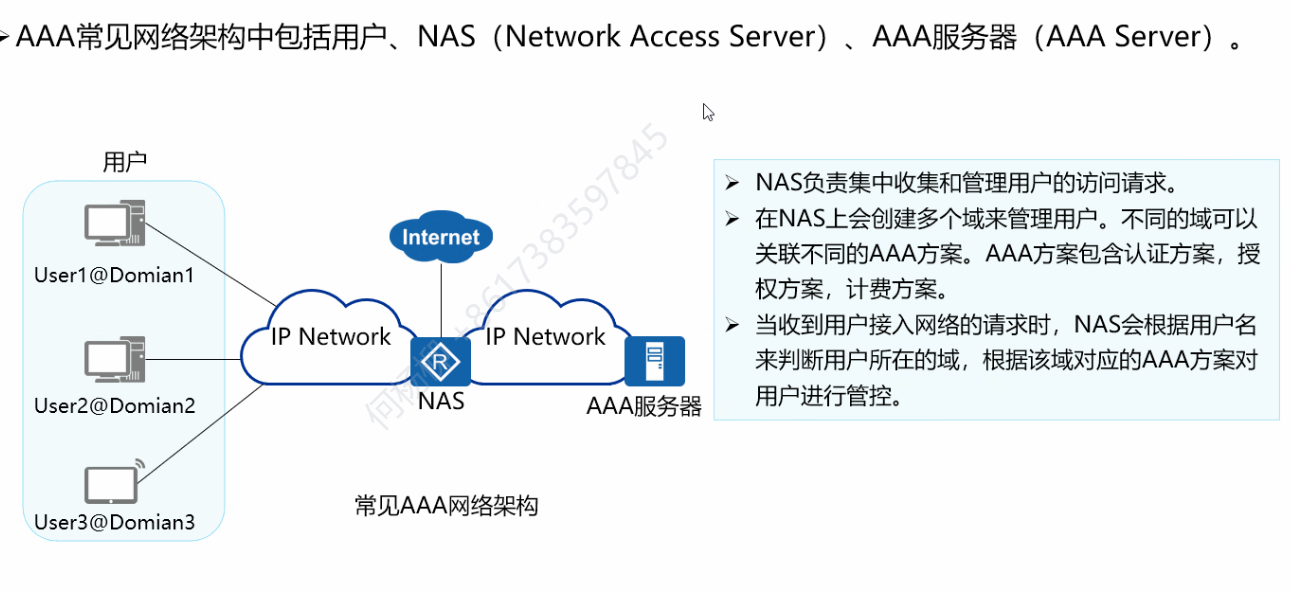 ➢AAA常见网络架构中包括用户、NAS（Network Access Server）、AAA服务器（AAA Server）。
用户
User1@Domian1
User2@Domian2
User3@Domian3
Internet
IP Network
IP Network
R
NAS
AAA服务器
常见AAA网络架构
➢ NAS负责集中收集和管理用户的访问请求。
➢ 在NAS上会创建多个域来管理用户。不同的域可以
关联不同的AAA方案。AAA方案包含认证方案，授
权方案，计费方案。
➢ 当收到用户接入网络的请求时，NAS会根据用户名
来判断用户所在的域，根据该域对应的AAA方案对
用户进行管控。
+8617383597845